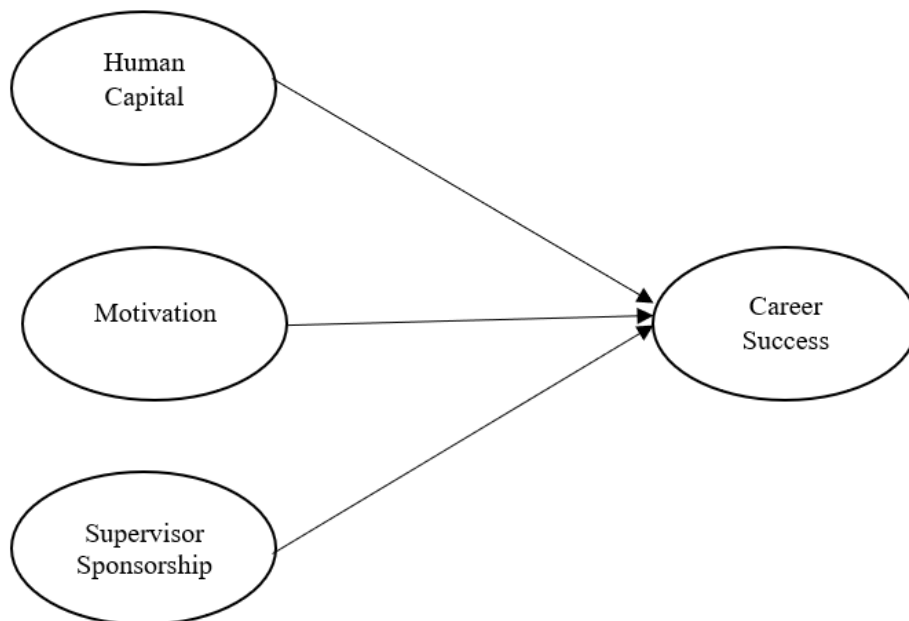 Human
Capital
Motivation
Career
Success
Supervisor
Sponsorship